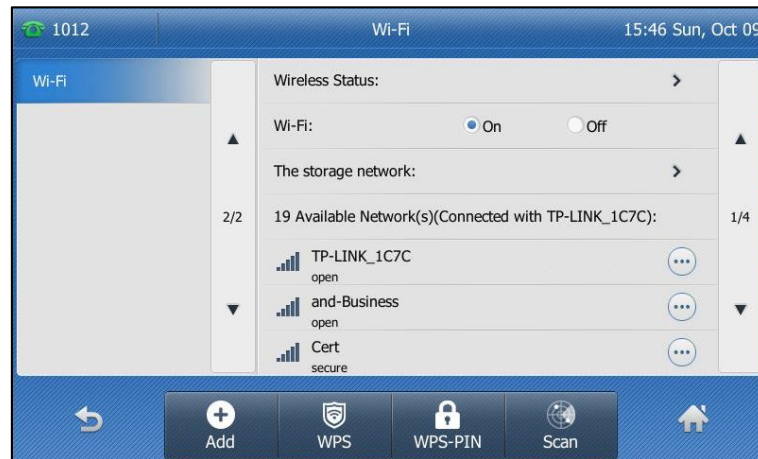 1012 Wi-Fi 15:46 Sun, Oct 09
Wi-Fi
Wireless Status:
Wi-Fi: On Off
The storage network:
2/2
19 Available Network(s)(Connected with TP-LINK_1C7C):
1/4
TP-LINK_1C7C
open
and-Business
open
Cert
secure
Add WPS WPS-PIN Scan